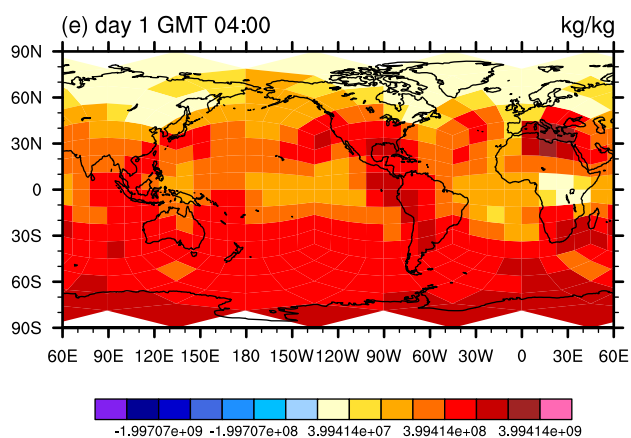 (e) day 1 GMT 04:00 kg/kg
90N
60N
30N
0
30S
60S
90S
60E 90E 120E 150E 180 150W 120W 90W 60W 30W 0 30E 60E
-1.99707e+09 -1.99707e+08 3.99414e+07 3.99414e+08 3.99414e+09